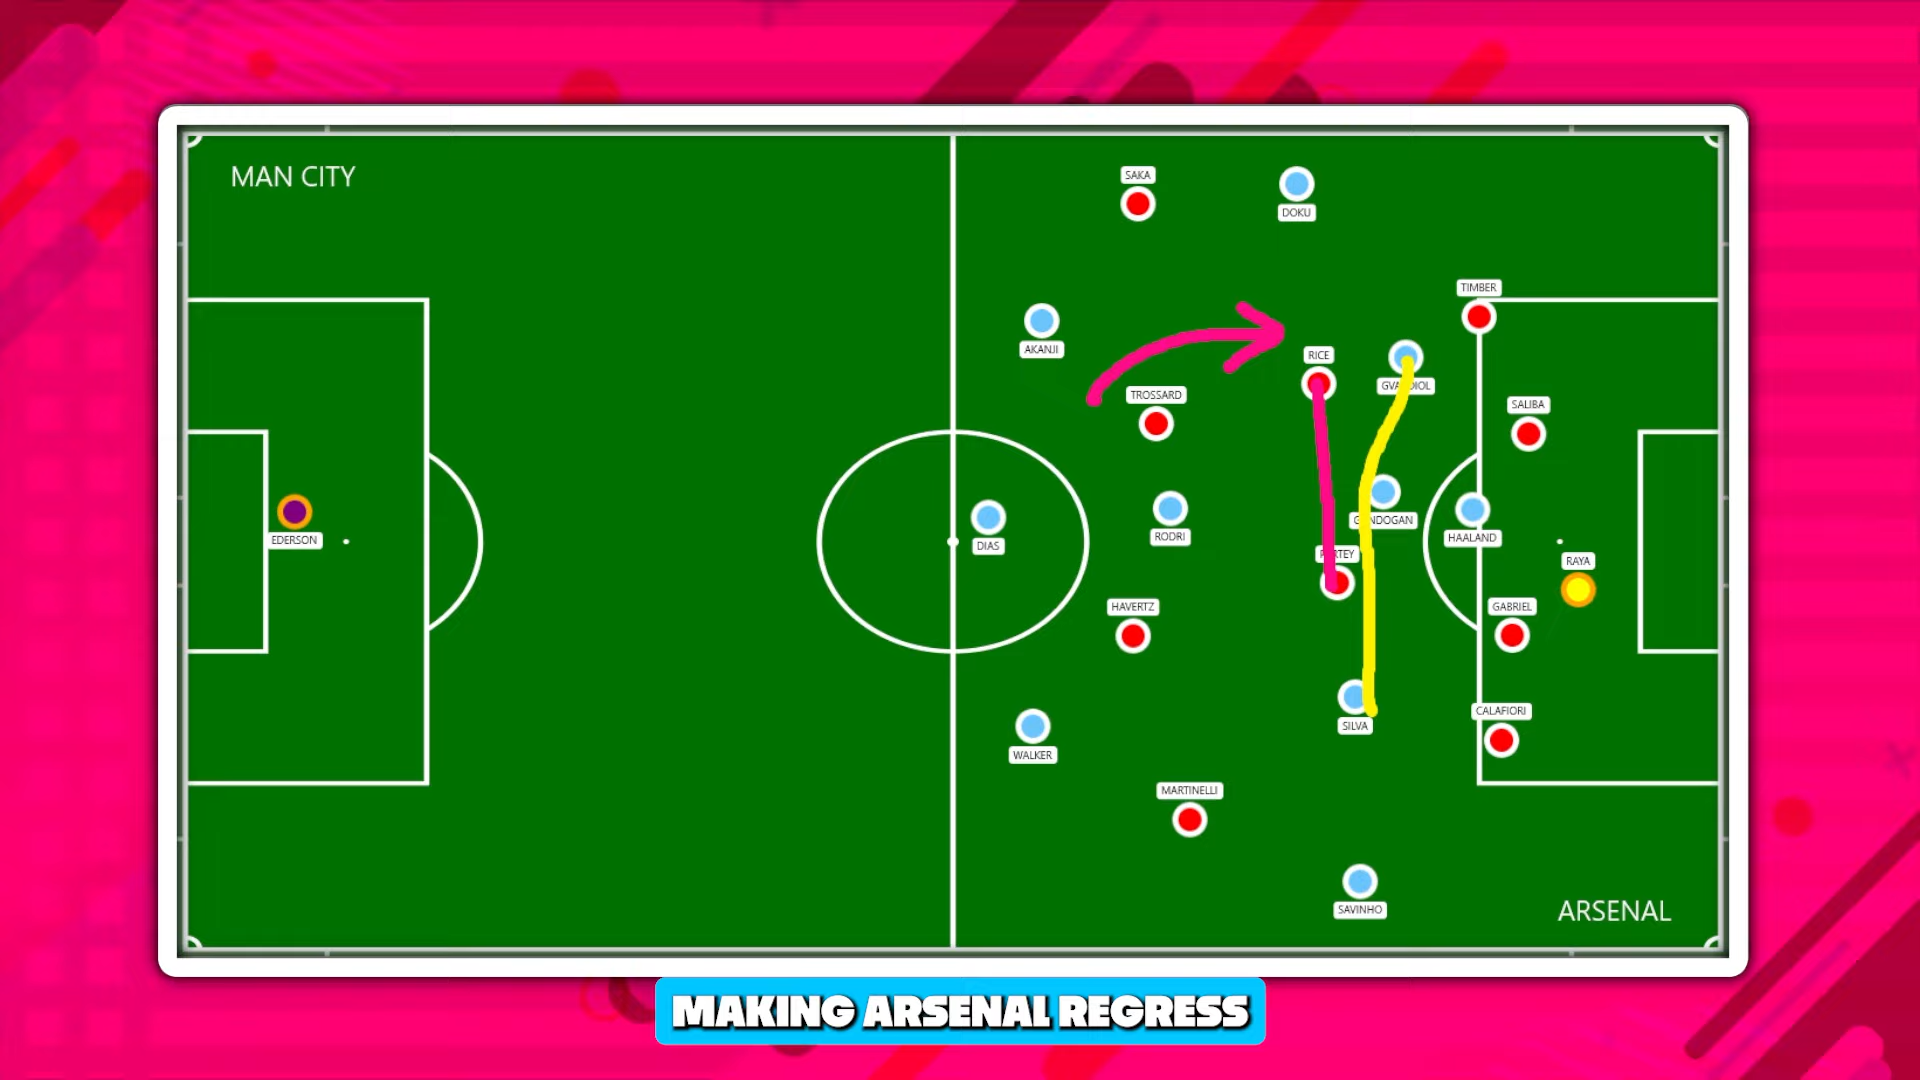 MAN CITY
SAKA
DOKU
TIMBER
AKANJI
RICE
TROSSARD
SALIBA
EDERSON
DIAS
RODRI
HAALAND
RAYA
HAVERTZ
GABRIEL
SILVA
CALAFIORI
WALKER
MARTINELLI
SAVINHO
ARSENAL
MAKING ARSENAL REGRESS